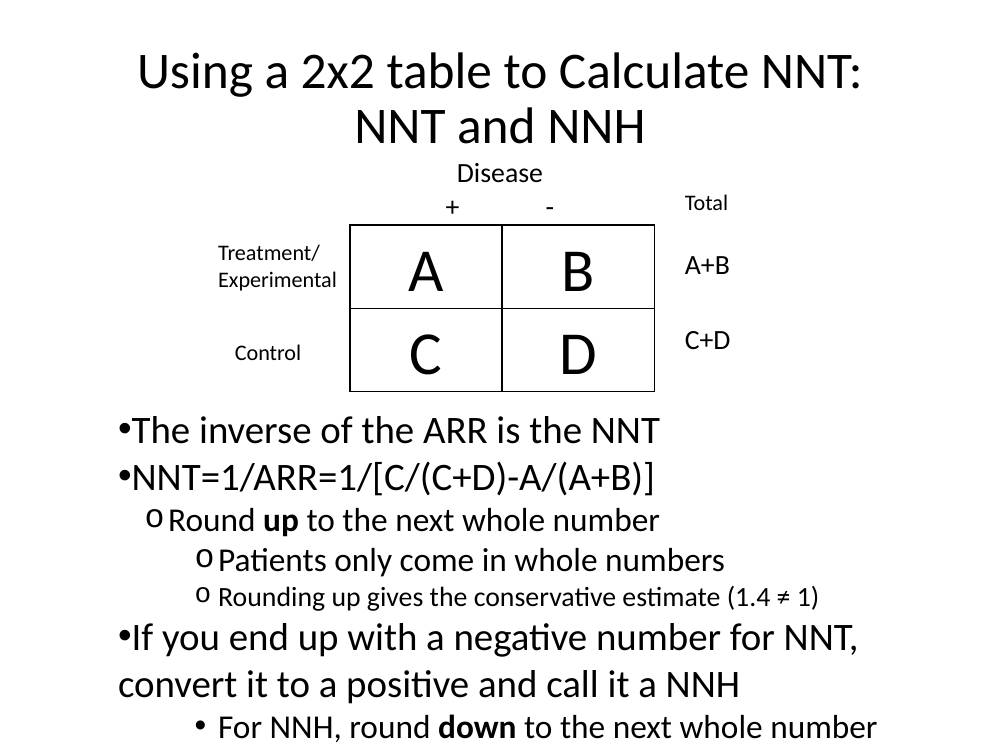 Using a 2x2 table to Calculate NNT:
NNT and NNH
Disease
+ -
Total
Treatment/
Experimental
A B
A+B
Control
C D
C+D
•The inverse of the ARR is the NNT
•NNT=1/ARR=1/[C/(C+D)-A/(A+B)]
o Round up to the next whole number
o Patients only come in whole numbers
o Rounding up gives the conservative estimate (1.4 ≠ 1)
•If you end up with a negative number for NNT,
convert it to a positive and call it a NNH
• For NNH, round down to the next whole number